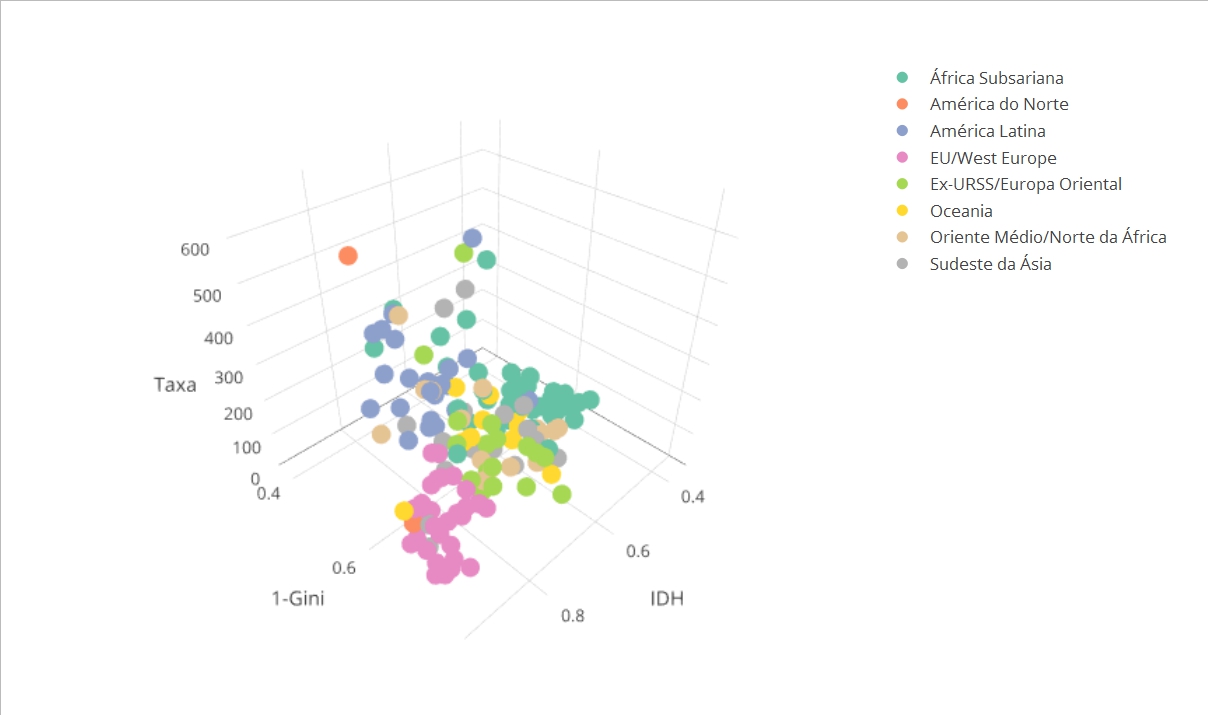 África Subsariana
América do Norte
América Latina
EU/West Europe
Ex-URSS/Europa Oriental
Oceania
Oriente Médio/Norte da África
Sudeste da Ásia
600
500
400
300
200
100
0
Taxa
0.4
0.6
1-Gini
0.4
0.6
0.8
IDH